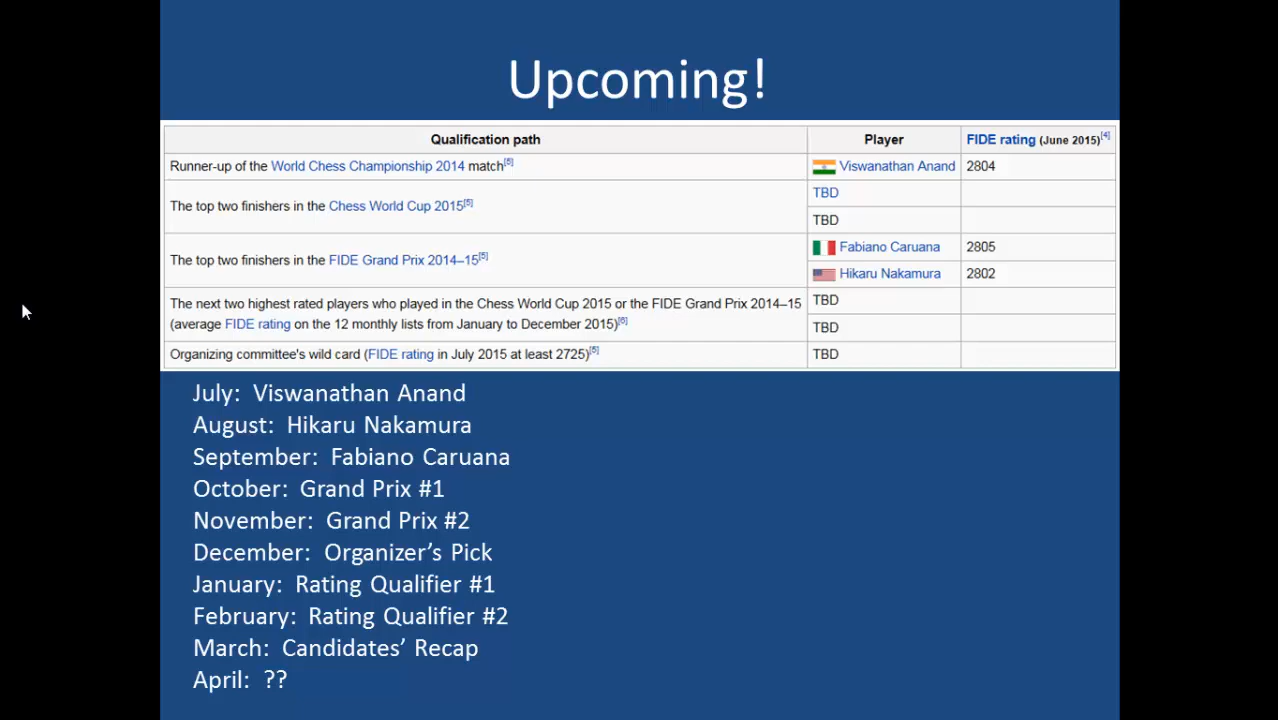 Upcoming!
Qualification path Player FIDE rating (June 2015)[4]
Runner-up of the World Chess Championship 2014 match[5] Viswanathan Anand 2804
The top two finishers in the Chess World Cup 2015[5] TBD
TBD
The top two finishers in the FIDE Grand Prix 2014–15[5] Fabiano Caruana 2805
Hikaru Nakamura 2802
The next two highest rated players who played in the Chess World Cup 2015 or the FIDE Grand Prix 2014–15 TBD
(average FIDE rating on the 12 monthly lists from January to December 2015)[6] TBD
Organizing committee's wild card (FIDE rating in July 2015 at least 2725)[5] TBD
July: Viswanathan Anand
August: Hikaru Nakamura
September: Fabiano Caruana
October: Grand Prix #1
November: Grand Prix #2
December: Organizer’s Pick
January: Rating Qualifier #1
February: Rating Qualifier #2
March: Candidates’ Recap
April: ??